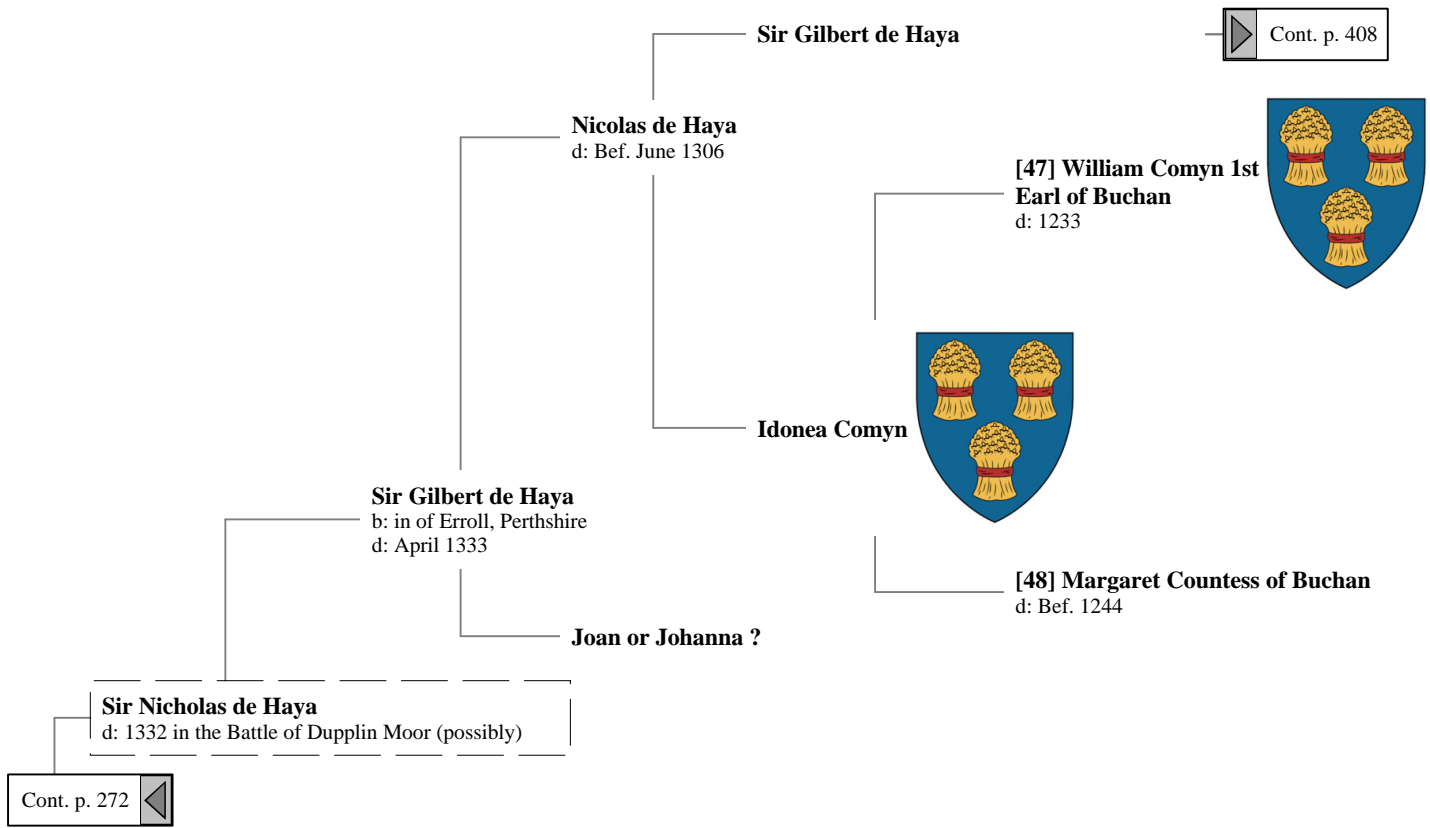 Sir Gilbert de Haya
Cont. p. 408
Nicolas de Haya
d: Bef. June 1306
[47] William Comyn 1st
Earl of Buchan
d: 1233
Idonea Comyn
Sir Gilbert de Haya
b: in of Erroll, Perthshire
d: April 1333
[48] Margaret Countess of Buchan
d: Bef. 1244
Joan or Johanna ?
Sir Nicholas de Haya
d: 1332 in the Battle of Dupplin Moor (possibly)
Cont. p. 272